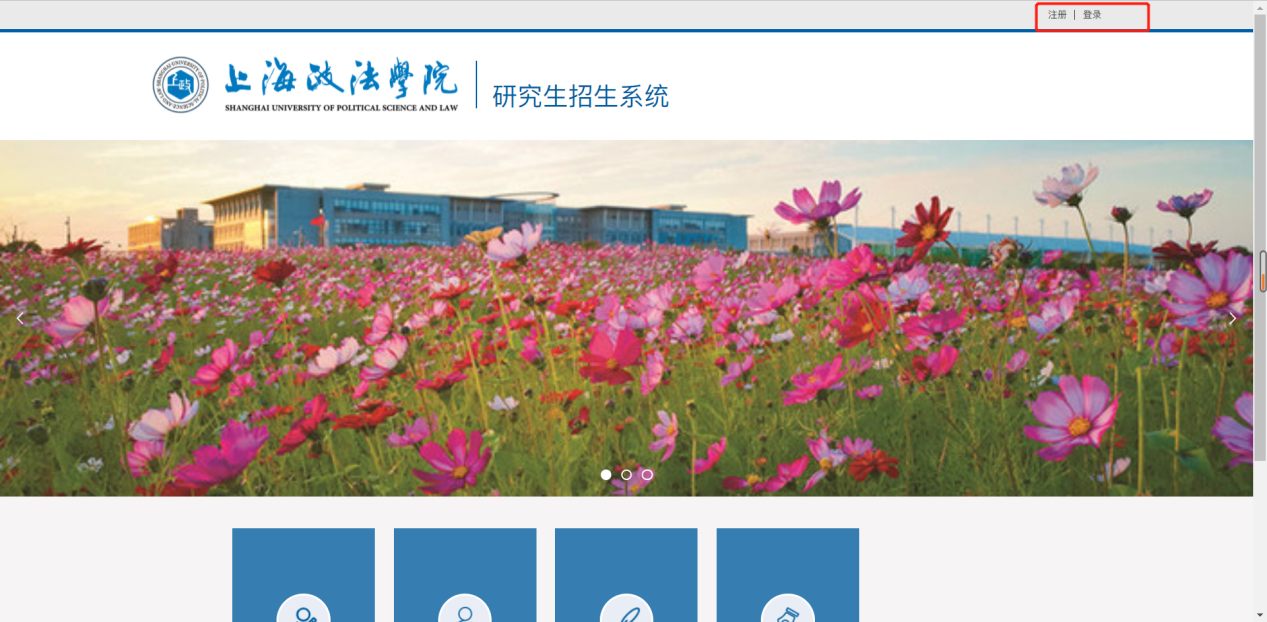 注册 | 登录
上海政法學院
SHANGHAI UNIVERSITY OF POLITICAL SCIENCE AND LAW
研究生招生系统